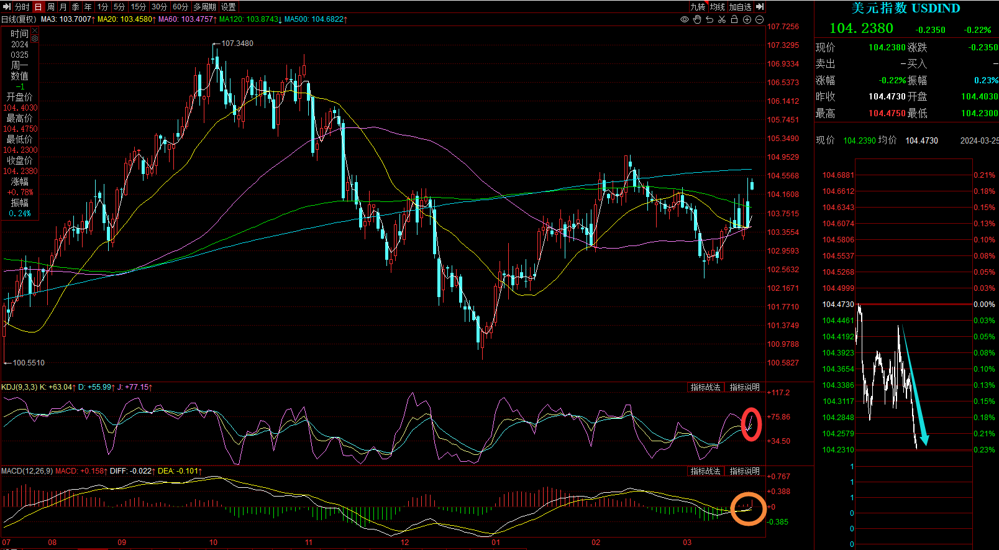 分时 日 周 月 季 年 1分 5分 15分 30分 60分 多周期 设置 九转 均线 加自选
日线(复权) MA3: 103.7007↑ MA20: 103.4580↑ MA60: 103.4757↑ MA120: 103.8743↓ MA500: 104.6822↑
时间
2024
0325
周一
数值
-1
开盘价
104.4030
最高价
104.4750
最低价
104.2300
收盘价
104.2380
涨幅
+0.78%
振幅
0.24%
←107.3480
←100.5510
107.7256
107.3295
106.9334
106.5373
106.1412
105.7451
105.3490
104.9529
104.5568
104.1608
103.7515
103.3554
102.9593
102.5632
102.1671
101.7710
101.3749
100.9788
100.5827
KDJ(9,3,3) K: +63.04↑ D: +55.99↑ J: +77.15↑
指标战法 指标说明
+117.2
+75.86
+34.50
MACD(12,26,9) MACD: +0.158↑ DIFF: -0.022↑ DEA: -0.101↑
指标战法 指标说明
+0.767
+0.388
+0
-0.385
07 08 09 10 11 12 01 02 03
美元指数 USDIND
104.2380 -0.2350 -0.22%
现价 104.2380 涨跌 -0.2350
卖出 — 买入 —
涨幅 -0.22% 振幅 0.23%
昨收 104.4730 开盘 104.4030
最高 104.4750 最低 104.2300
现价 104.2390 均价 104.4730 2024-03-25
104.6881 0.21%
104.6612 0.18%
104.6343 0.15%
104.6074 0.13%
104.5806 0.10%
104.5537 0.08%
104.5268 0.05%
104.4999 0.03%
104.4730 0.00%
104.4461 0.03%
104.4192 0.05%
104.3923 0.08%
104.3654 0.10%
104.3386 0.13%
104.3117 0.15%
104.2848 0.18%
104.2579 0.21%
104.2310 0.23%
1
1
1
0
0
0